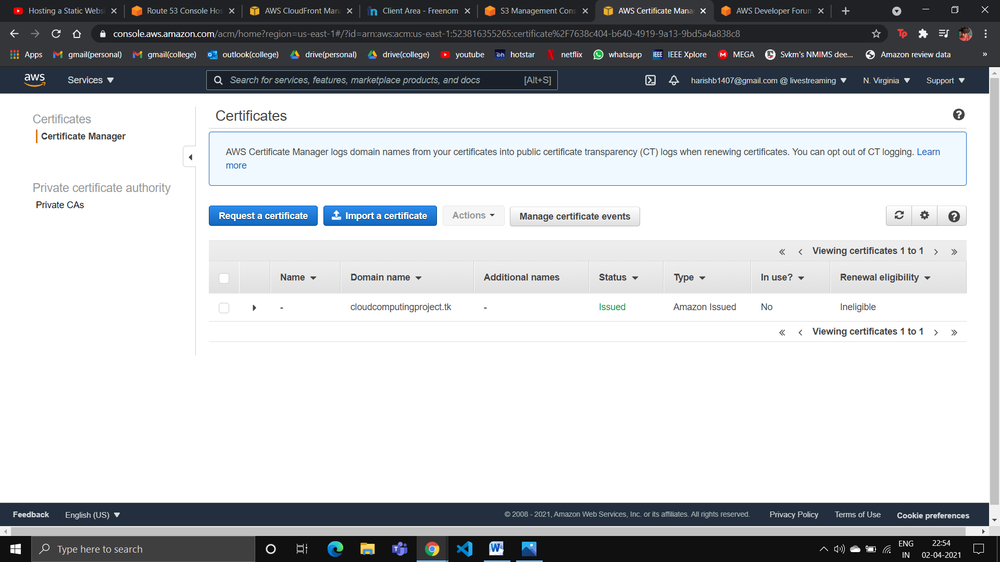 Hosting a Static Websi
Route 53 Console Hos
AWS CloudFront Mana
Client Area - Freenom
S3 Management Cons
AWS Certificate Mana
AWS Developer Forum
console.aws.amazon.com/acm/home?region=us-east-1#/?id=arn:aws:acm:us-east-1:523816355265:certificate%2F7638c404-b640-4919-9a13-9bd5a4a838c8
Apps gmail(personal) gmail(college) outlook(college) drive(personal) drive(college) youtube hotstar netflix whatsapp IEEE Xplore MEGA Svkm's NMIMS dee... Amazon review data »
aws Services Search for services, features, marketplace products, and docs [Alt+S] harishb1407@gmail.com @ livestreaming N. Virginia Support
Certificates
Certificate Manager
Private certificate authority
Private CAs
Certificates
AWS Certificate Manager logs domain names from your certificates into public certificate transparency (CT) logs when renewing certificates. You can opt out of CT logging. Learn
more
Request a certificate Import a certificate Actions Manage certificate events
« ‹ Viewing certificates 1 to 1 › »
Name Domain name Additional names Status Type In use? Renewal eligibility
- cloudcomputingproject.tk - Issued Amazon Issued No Ineligible
« ‹ Viewing certificates 1 to 1 › »
Feedback English (US) © 2008 - 2021, Amazon Web Services, Inc. or its affiliates. All rights reserved. Privacy Policy Terms of Use Cookie preferences
Type here to search
ENG
IN
22:54
02-04-2021